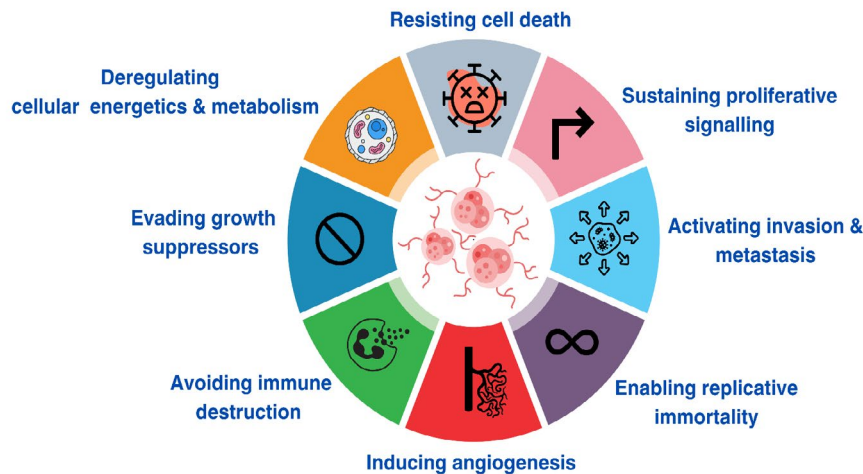 Resisting cell death
Deregulating
cellular energetics & metabolism
Sustaining proliferative
signalling
Evading growth
suppressors
Activating invasion &
metastasis
Avoiding immune
destruction
Enabling replicative
immortality
Inducing angiogenesis